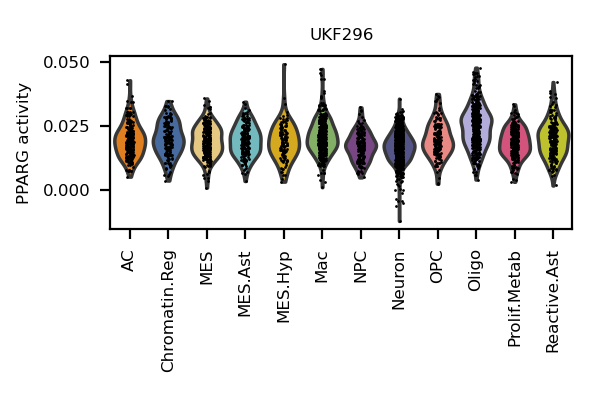 UKF296
PPARG activity
0.050
0.025
0.000
AC
Chromatin.Reg
MES
MES.Ast
MES.Hyp
Mac
NPC
Neuron
OPC
Oligo
Prolif.Metab
Reactive.Ast